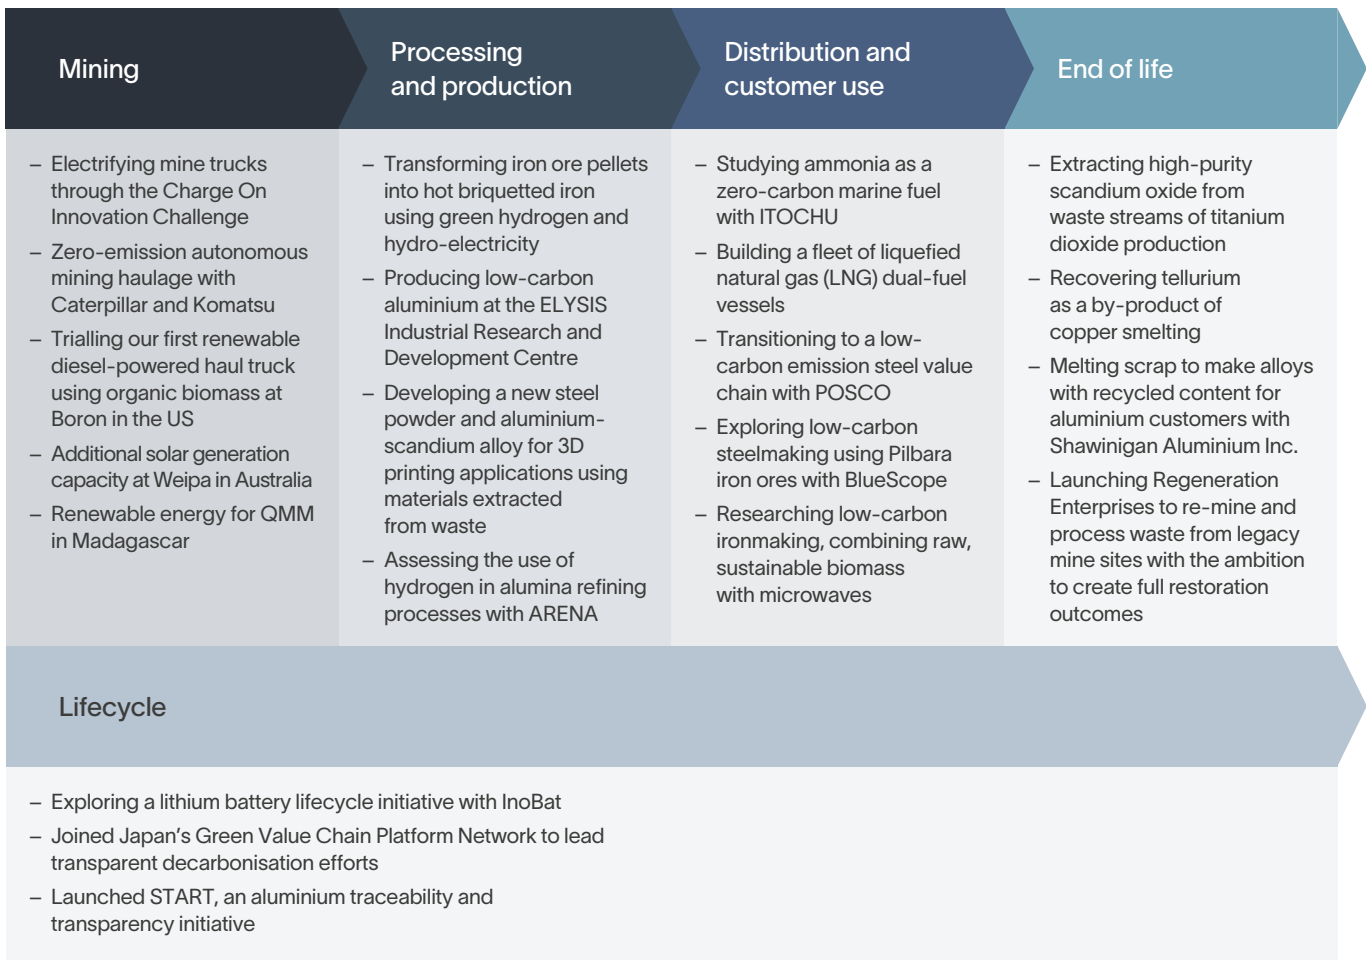 Mining
– Electrifying mine trucks
through the Charge On
Innovation Challenge
– Zero-emission autonomous
mining haulage with
Caterpillar and Komatsu
– Trialling our first renewable
diesel-powered haul truck
using organic biomass at
Boron in the US
– Additional solar generation
capacity at Weipa in Australia
– Renewable energy for QMM
in Madagascar
Processing
and production
– Transforming iron ore pellets
into hot briquetted iron
using green hydrogen and
hydro-electricity
– Producing low-carbon
aluminium at the ELYSIS
Industrial Research and
Development Centre
– Developing a new steel
powder and aluminium-
scandium alloy for 3D
printing applications using
materials extracted
from waste
– Assessing the use of
hydrogen in alumina refining
processes with ARENA
Distribution and
customer use
– Studying ammonia as a
zero-carbon marine fuel
with ITOCHU
– Building a fleet of liquefied
natural gas (LNG) dual-fuel
vessels
– Transitioning to a low-
carbon emission steel value
chain with POSCO
– Exploring low-carbon
steelmaking using Pilbara
iron ores with BlueScope
– Researching low-carbon
ironmaking, combining raw,
sustainable biomass
with microwaves
End of life
– Extracting high-purity
scandium oxide from
waste streams of titanium
dioxide production
– Recovering tellurium
as a by-product of
copper smelting
– Melting scrap to make alloys
with recycled content for
aluminium customers with
Shawinigan Aluminium Inc.
– Launching Regeneration
Enterprises to re-mine and
process waste from legacy
mine sites with the ambition
to create full restoration
outcomes
Lifecycle
– Exploring a lithium battery lifecycle initiative with InoBat
– Joined Japan's Green Value Chain Platform Network to lead
transparent decarbonisation efforts
– Launched START, an aluminium traceability and
transparency initiative